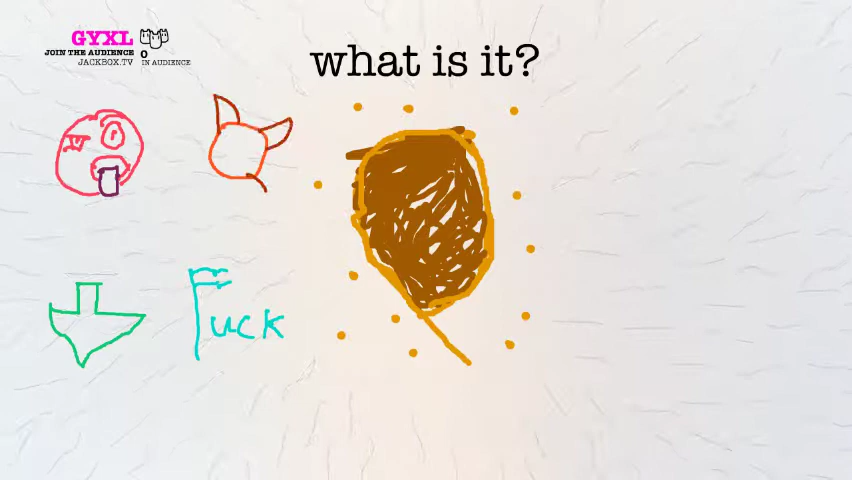 GYXL
JOIN THE AUDIENCE
JACKBOX.TV
0
IN AUDIENCE
what is it?
Fuck